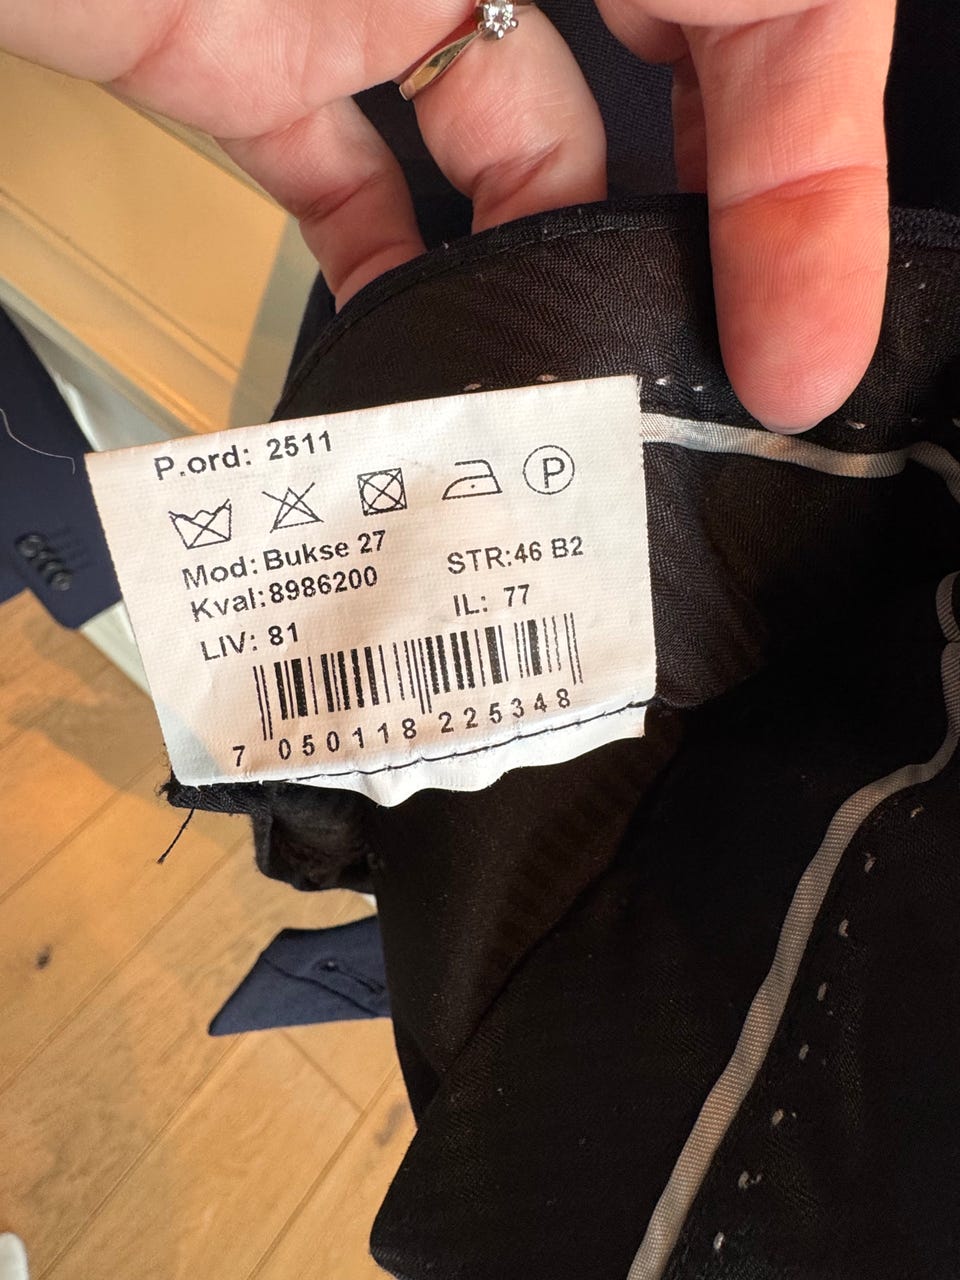 P.ord: 2511
P
Mod: Bukse 27
Kval:8986200
STR:46 B2
LIV: 81
IL: 77
7 050118 225348